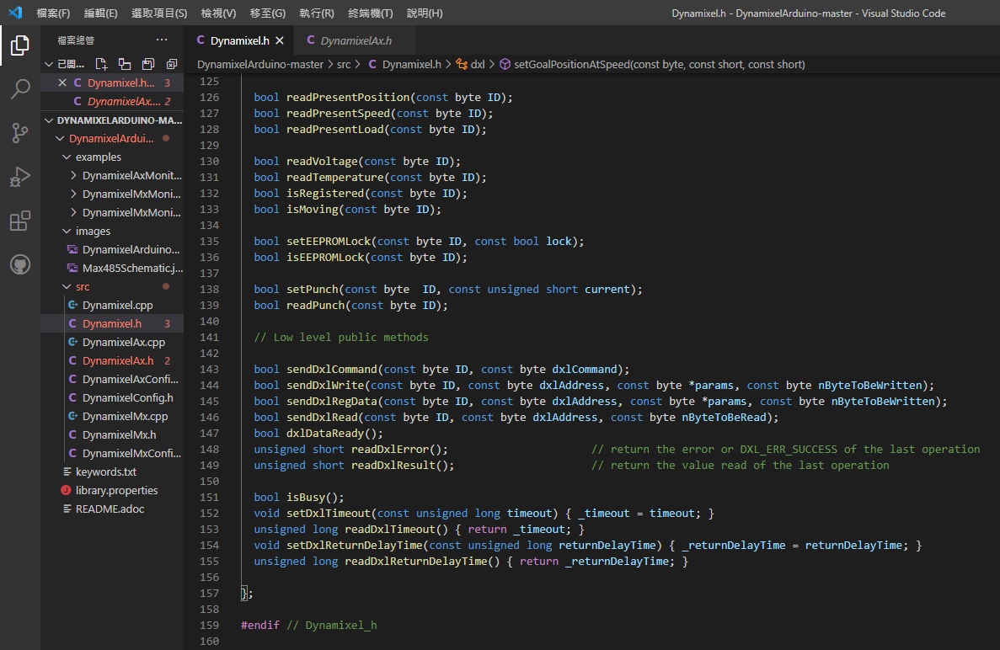 檔案(F) 編輯(E) 選取項目(S) 檢視(V) 移至(G) 執行(R) 終端機(T) 說明(H) Dynamixel.h - DynamixelArduino-master - Visual Studio Code
檔案總管 ···
已開...
Dynamixel.h... 3
DynamixelAx.... 2
DYNAMIXELARDUINO-MA...
DynamixelArdui...
examples
DynamixelAxMonit...
DynamixelMxMoni...
DynamixelMxMoni...
images
DynamixelArduino...
Max485Schematic.j...
src
Dynamixel.cpp
Dynamixel.h 3
DynamixelAx.cpp
DynamixelAx.h 2
DynamixelAxConfi...
DynamixelConfig.h
DynamixelMx.cpp
DynamixelMx.h
DynamixelMxConfi...
keywords.txt
library.properties
README.adoc
C Dynamixel.h × C DynamixelAx.h
DynamixelArduino-master > src > C Dynamixel.h > dxl > setGoalPositionAtSpeed(const byte, const short, const short)
125
126 bool readPresentPosition(const byte ID);
127 bool readPresentSpeed(const byte ID);
128 bool readPresentLoad(const byte ID);
129
130 bool readVoltage(const byte ID);
131 bool readTemperature(const byte ID);
132 bool isRegistered(const byte ID);
133 bool isMoving(const byte ID);
134
135 bool setEEPROMLock(const byte ID, const bool lock);
136 bool isEEPROMLock(const byte ID);
137
138 bool setPunch(const byte  ID, const unsigned short current);
139 bool readPunch(const byte ID);
140
141 // Low level public methods
142
143 bool sendDxlCommand(const byte ID, const byte dxlCommand);
144 bool sendDxlWrite(const byte ID, const byte dxlAddress, const byte *params, const byte nByteToBeWritten);
145 bool sendDxlRegData(const byte ID, const byte dxlAddress, const byte *params, const byte nByteToBeWritten);
146 bool sendDxlRead(const byte ID, const byte dxlAddress, const byte nByteToBeRead);
147 bool dxlDataReady();
148 unsigned short readDxlError(); // return the error or DXL_ERR_SUCCESS of the last operation
149 unsigned short readDxlResult(); // return the value read of the last operation
150
151 bool isBusy();
152 void setDxlTimeout(const unsigned long timeout) { _timeout = timeout; }
153 unsigned long readDxlTimeout() { return _timeout; }
154 void setDxlReturnDelayTime(const unsigned long returnDelayTime) { _returnDelayTime = returnDelayTime; }
155 unsigned long readDxlReturnDelayTime() { return _returnDelayTime; }
156
157 };
158
159 #endif // Dynamixel_h
160